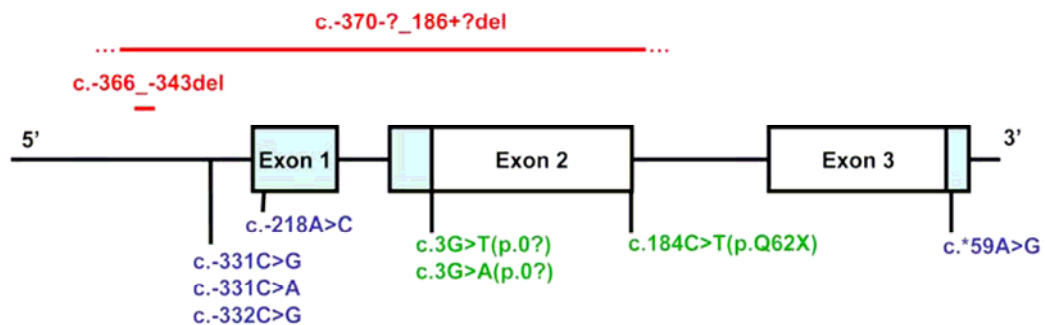 c.-370-?_186+?del
... ...
c.-366_-343del
5’ 3’
Exon 1 Exon 2 Exon 3
c.-218A>C
c.3G>T(p.0?) c.184C>T(p.Q62X) c.*59A>G
c.-331C>G c.3G>A(p.0?)
c.-331C>A
c.-332C>G